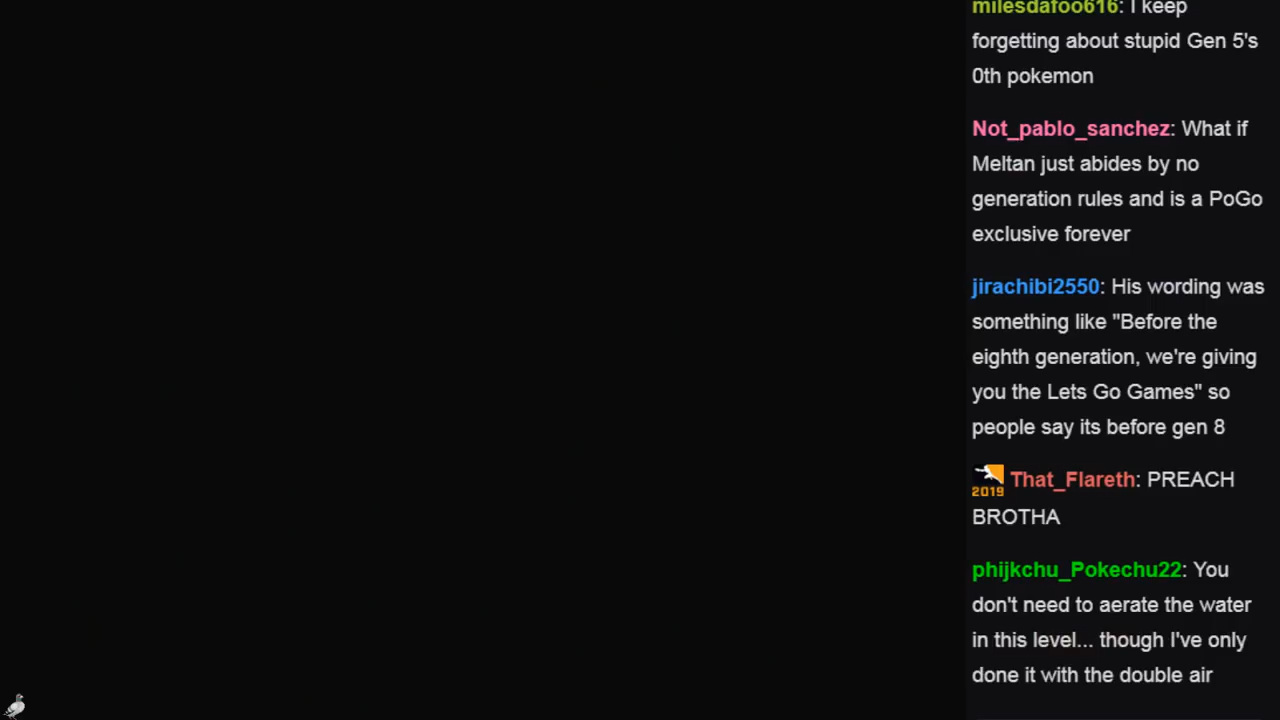 milesdafoo616: I keep
forgetting about stupid Gen 5's
0th pokemon
Not_pablo_sanchez: What if
Meltan just abides by no
generation rules and is a PoGo
exclusive forever
jirachibi2550: His wording was
something like "Before the
eighth generation, we're giving
you the Lets Go Games" so
people say its before gen 8
2019 That_Flareth: PREACH
BROTHA
phijkchu_Pokechu22: You
don't need to aerate the water
in this level... though I've only
done it with the double air